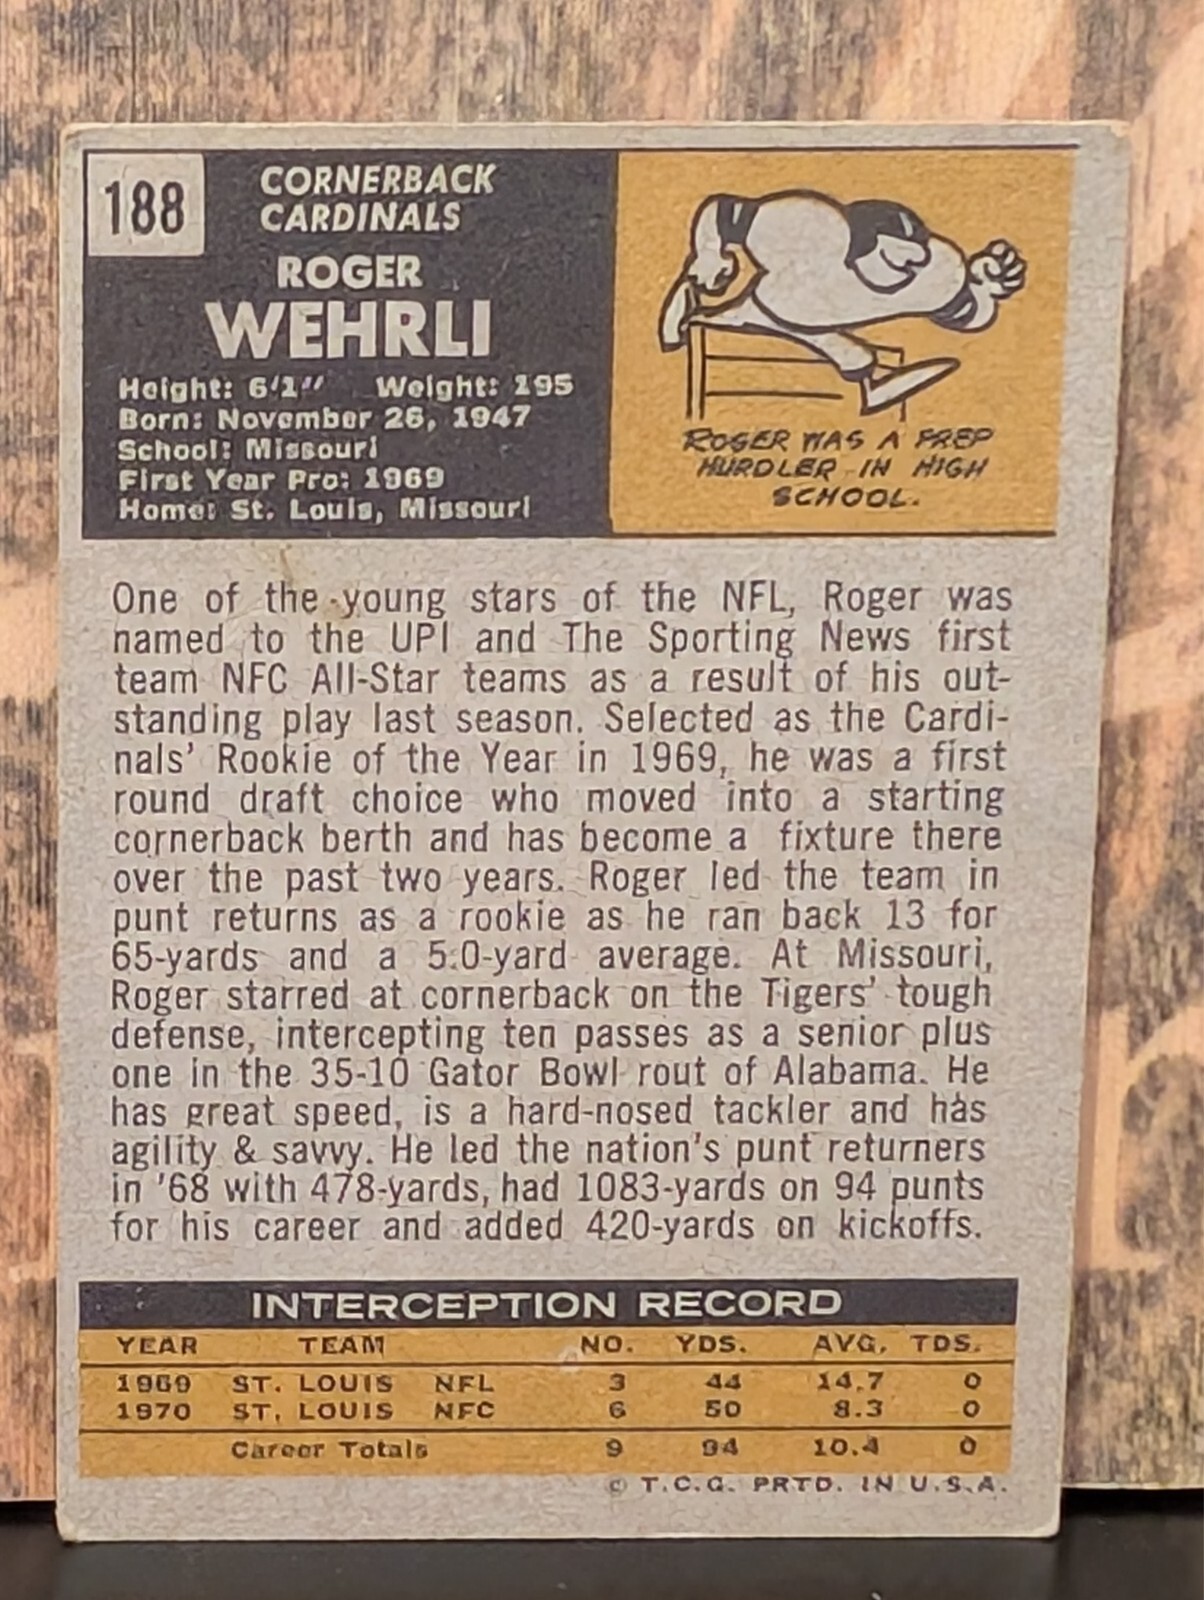 188
CORNERBACK
CARDINALS
ROGER
WEHRLI
Height: 6'1" Weight: 195
Born: November 26, 1947
School: Missouri
First Year Pro: 1969
Home: St. Louis, Missouri
ROGER WAS A PREP
HURDLER IN HIGH
SCHOOL.
One of the young stars of the NFL, Roger was
named to the UPI and The Sporting News first
team NFC All-Star teams as a result of his out-
standing play last season. Selected as the Cardi-
nals' Rookie of the Year in 1969, he was a first
round draft choice who moved into a starting
cornerback berth and has become a fixture there
over the past two years. Roger led the team in
punt returns as a rookie as he ran back 13 for
65-yards and a 5.0-yard average. At Missouri,
Roger starred at cornerback on the Tigers' tough
defense, intercepting ten passes as a senior plus
one in the 35-10 Gator Bowl rout of Alabama. He
has great speed, is a hard-nosed tackler and has
agility & savvy. He led the nation's punt returners
in '68 with 478-yards, had 1083-yards on 94 punts
for his career and added 420-yards on kickoffs.
INTERCEPTION RECORD
YEAR TEAM NO. YDS. AVG. TDS.
1969 ST. LOUIS NFL 3 44 14.7 0
1970 ST. LOUIS NFC 6 50 8.3 0
Career Totals 9 94 10.4 0
© T.C.G. PRTD. IN U.S.A.